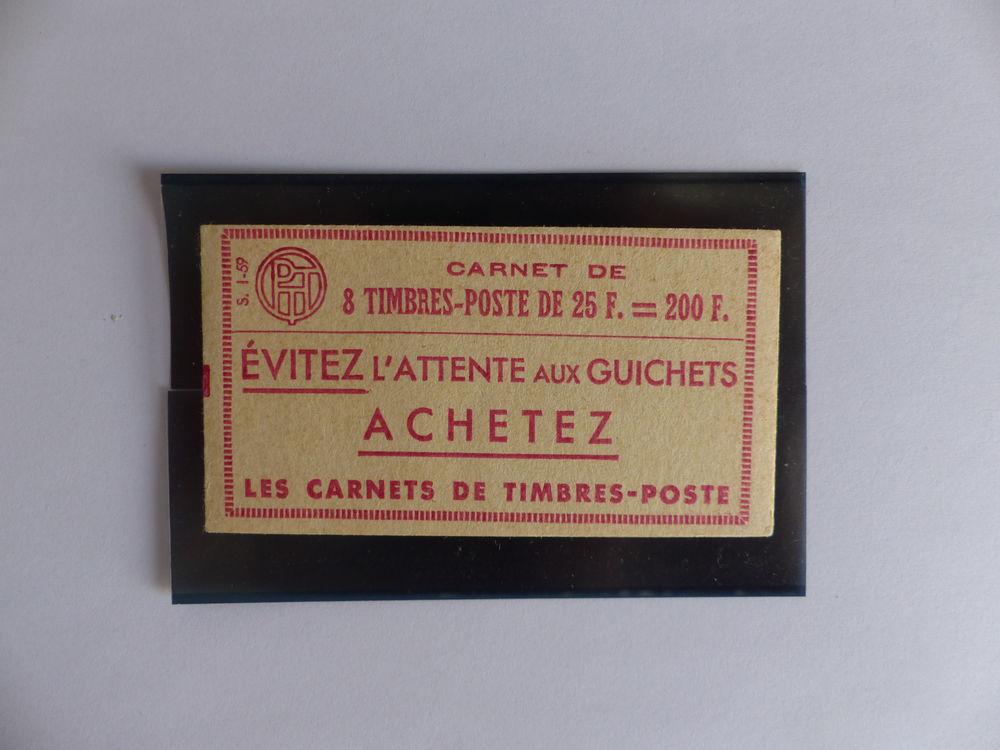 S. 1-59
PTT
CARNET DE
8 TIMBRES-POSTE DE 25 F. = 200 F.
ÉVITEZ L'ATTENTE AUX GUICHETS
ACHETEZ
LES CARNETS DE TIMBRES-POSTE